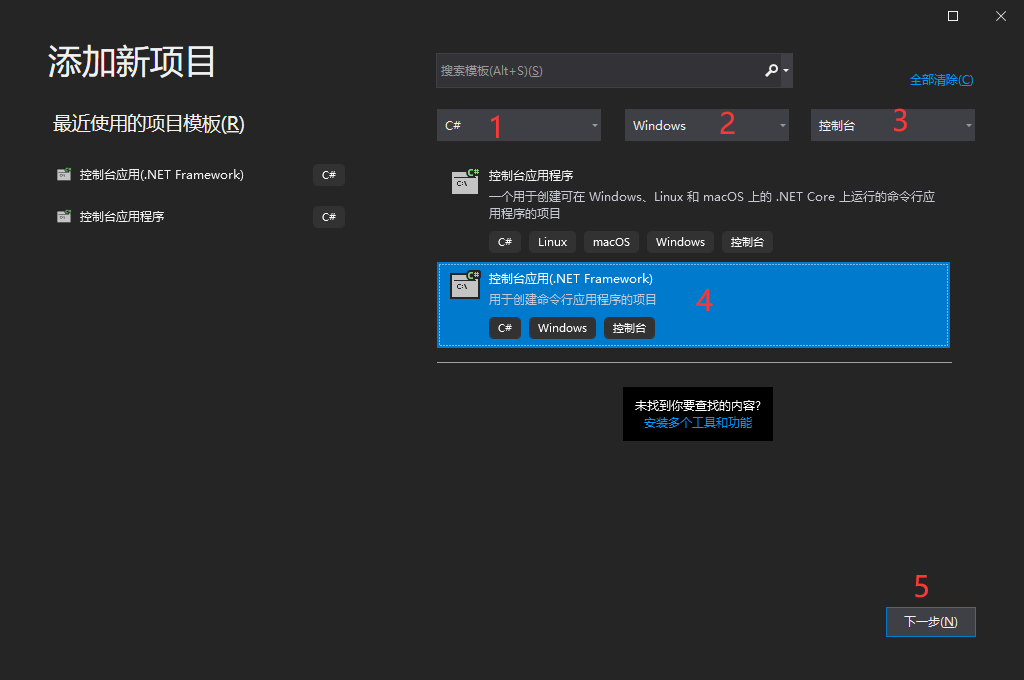 添加新项目
最近使用的项目模板(R)
控制台应用(.NET Framework) C#
控制台应用程序 C#
搜索模板(Alt+S)(S)
全部清除(C)
C# 1 Windows 2 控制台 3
控制台应用程序
一个用于创建可在 Windows、Linux 和 macOS 上的 .NET Core 上运行的命令行应
用程序的项目
C# Linux macOS Windows 控制台
控制台应用(.NET Framework)
用于创建命令行应用程序的项目
4
C# Windows 控制台
未找到你要查找的内容?
安装多个工具和功能
5
下一步(N)